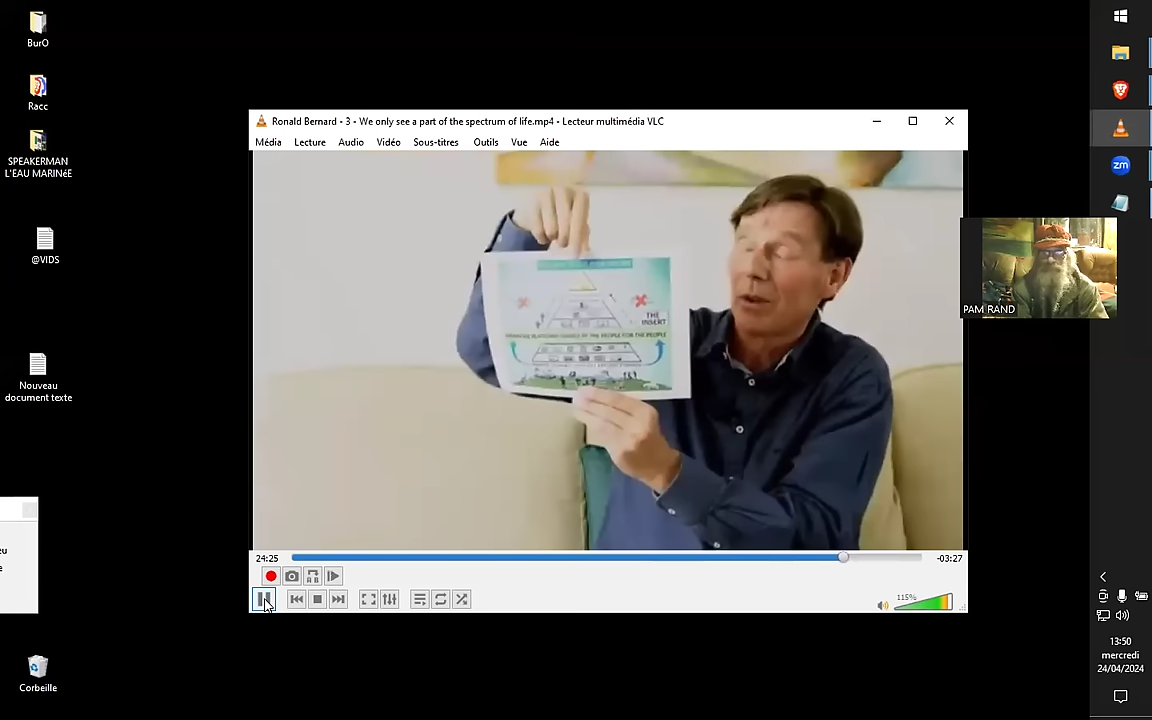 BurO
Racc
SPEAKERMAN
L'EAU MARINéE
@VIDS
Nouveau
document texte
eu
e
Corbeille
Ronald Bernard - 3 - We only see a part of the spectrum of life.mp4 - Lecteur multimédia VLC
Média Lecture Audio Vidéo Sous-titres Outils Vue Aide
THE
INSERT
24:25
-03:27
115%
zm
PAM RAND
13:50
mercredi
24/04/2024